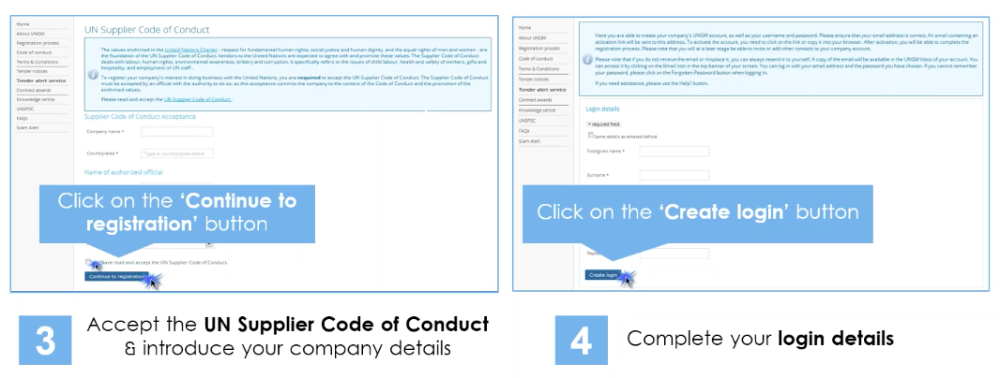 Home
About UNGM
Registration process
Code of conduct
Terms & Conditions
Tender notices
Tender alert service
Contract awards
Knowledge centre
UNSPSC
FAQs
Scam Alert
UN Supplier Code of Conduct
The values enshrined in the United Nations Charter - respect for fundamental human rights, social justice and human dignity, and the equal rights of men and women - are
the foundation of the UN Supplier Code of Conduct. Vendors to the United Nations are expected to agree with and promote these values. The Supplier Code of Conduct
deals with labour, human rights, environmental awareness, bribery and corruption. It specifically refers to the issues of child labour, health and safety of workers, gifts and
hospitality, and employment of UN staff.
To register your company's interest in doing business with the United Nations, you are required to accept the UN Supplier Code of Conduct. The Supplier Code of Conduct
must be accepted by an official with the authority to do so, as this acceptance commits the company to the contents of the Code of Conduct and the promotion of the
enshrined values.
Please read and accept the UN Supplier Code of Conduct.
Supplier Code of Conduct Acceptance
Company name *
Country/area *
Type a country/area name
Name of authorized official
Click on the ‘Continue to
registration’ button
have read and accept the UN Supplier Code of Conduct.
Continue to registration
3
Accept the UN Supplier Code of Conduct
& introduce your company details
Home
About UNGM
Registration process
Code of conduct
Terms & Conditions
Tender notices
Tender alert service
Contract awards
Knowledge centre
UNSPSC
FAQs
Scam Alert
Here you are able to create your company's UNGM account, as well as your username and password. Please ensure that your email address is correct. An email containing an
activation link will be sent to this address. To activate the account, you need to click on the link or copy it into your browser. After activation, you will be able to complete the
registration process. Please note that you will at a later stage be able to invite or add other contacts to your company account.
Please note that if you do not receive the email or misplace it, you can always resend it to yourself. A copy of the email will be available in the UNGM Inbox of your account. You
can access it by clicking on the Email icon in the top banner of your screen. You can log in with your email address and the password you have chosen. If you cannot remember
your password, please click on the Forgotten Password button when logging in.
If you need assistance, please use the Help? button.
Login details
* required field
Same details as entered before
First/given name *
Surname *
Click on the ‘Create login’ button
Create login
4
Complete your login details